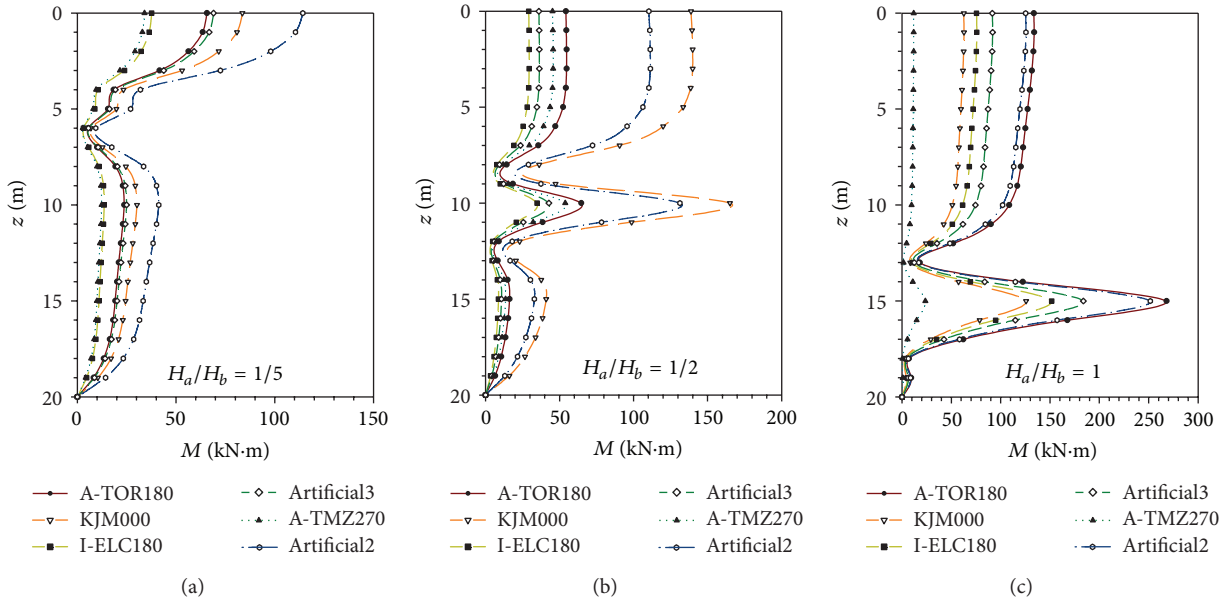 0
5
10
15
20
z (m)
0
50
100
150
M (kN·m)
H_a/H_b = 1/5
A-TOR180
KJM000
I-ELC180
Artificial3
A-TMZ270
Artificial2
(a)
0
5
10
15
20
z (m)
0
50
100
150
200
M (kN·m)
H_a/H_b = 1/2
A-TOR180
KJM000
I-ELC180
Artificial3
A-TMZ270
Artificial2
(b)
0
5
10
15
20
z (m)
0
50
100
150
200
250
300
M (kN·m)
H_a/H_b = 1
A-TOR180
KJM000
I-ELC180
Artificial3
A-TMZ270
Artificial2
(c)